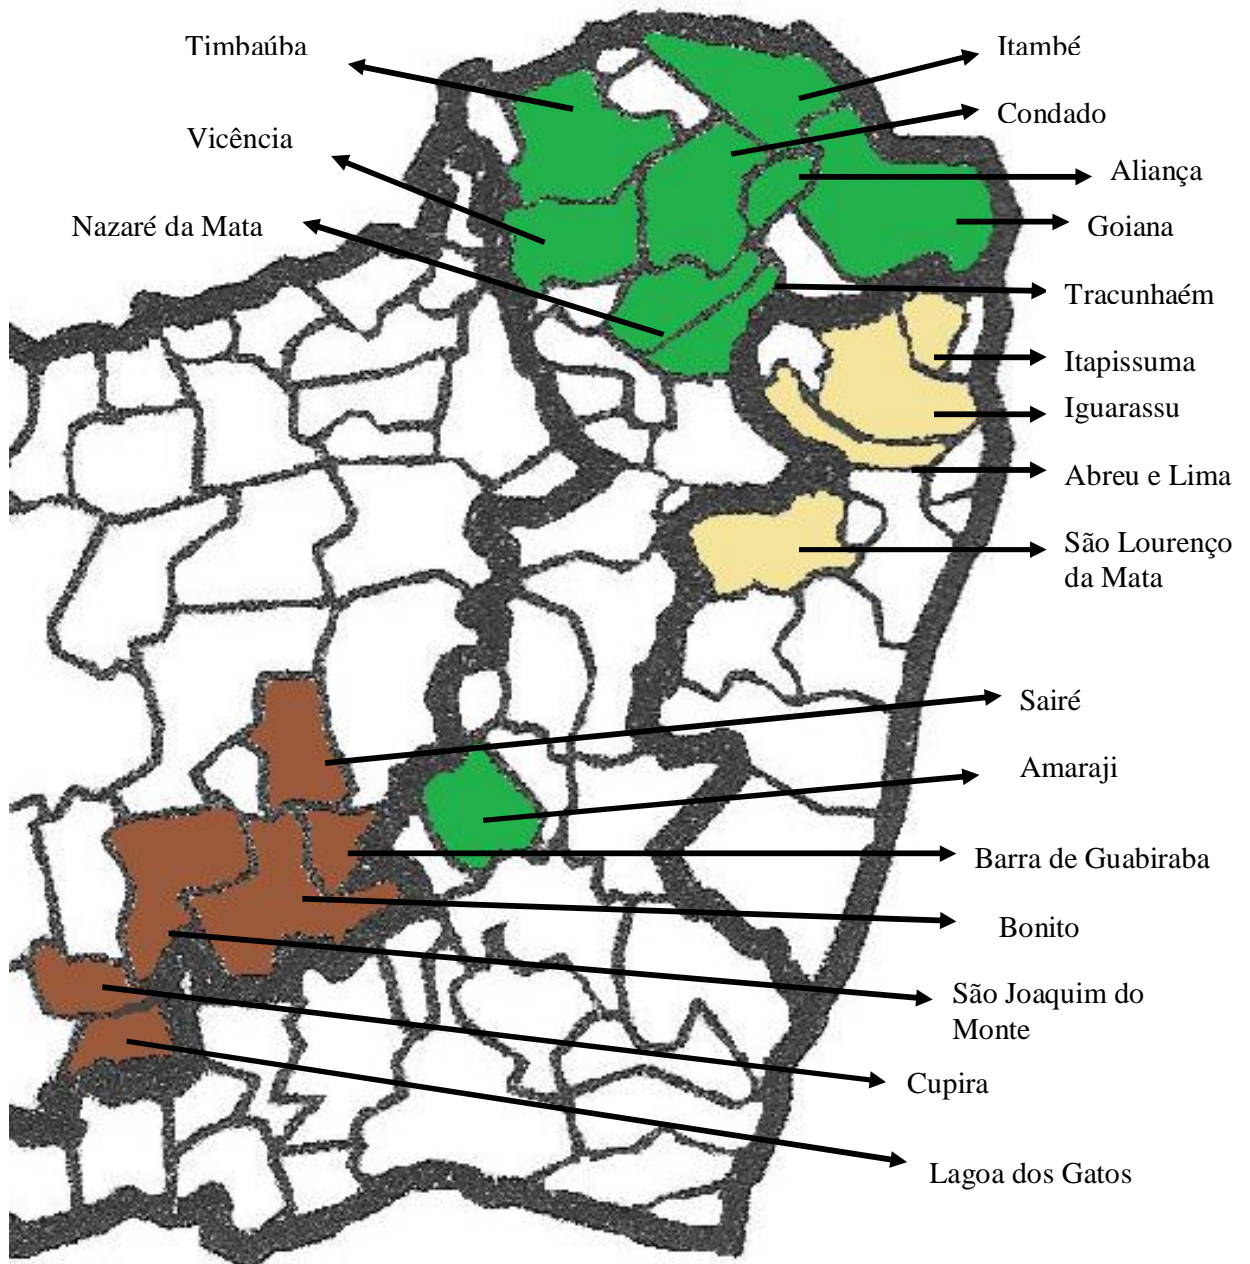 Timbaúba
Itambé
Condado
Vicência
Aliança
Nazaré da Mata
Goiana
Tracunhaém
Itapissuma
Iguarassu
Abreu e Lima
São Lourenço
da Mata
Sairé
Amaraji
Barra de Guabiraba
Bonito
São Joaquim do
Monte
Cupira
Lagoa dos Gatos